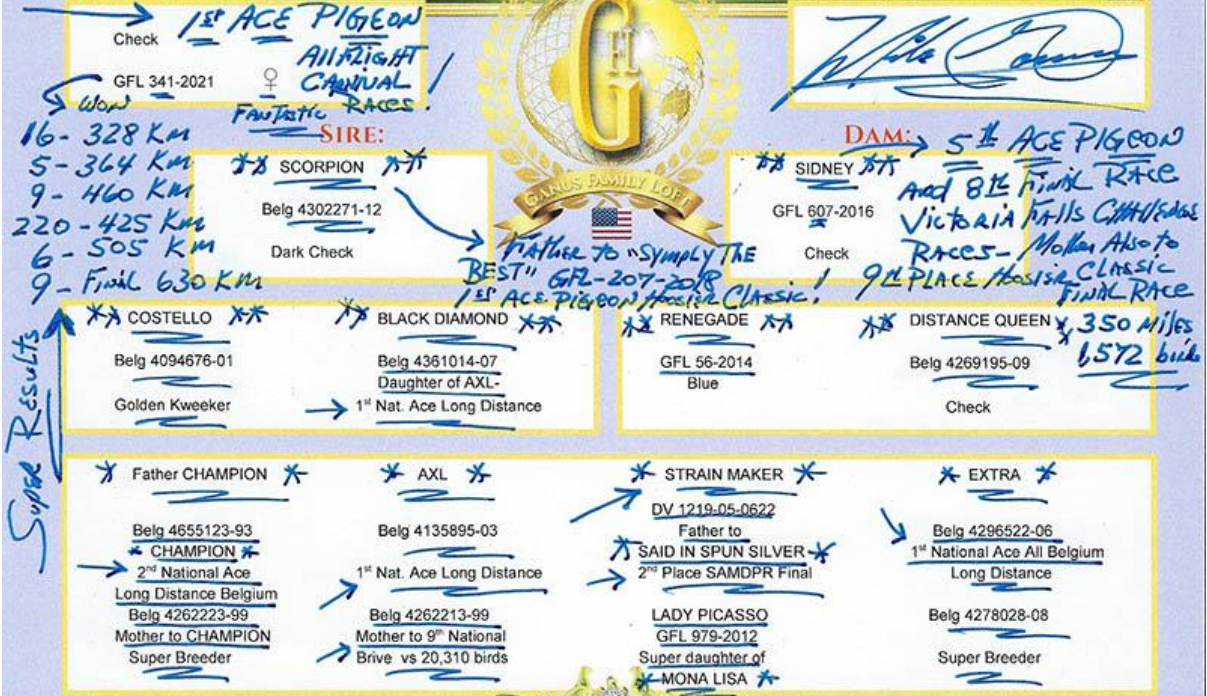 1ST ACE PIGEON
Check
AllFLIGHT
CARNIVAL
RACES!
GFL 341-2021 ♀
FANTASTIC
WON
16 - 328 Km
5 - 364 Km
9 - 460 Km
220 - 425 Km
6 - 505 Km
9 - FINAL 630 Km
SUPER RESULTS
GHG
GANUS FAMILY LOFT
SIRE:
** SCORPION **
Belg 4302271-12
Dark Check
FATHER TO "SYMPLY THE
BEST" GFL-207-2018
1ST ACE PIGEON HOOSIER CLASSIC!
DAM:
** SIDNEY **
GFL 607-2016
Check
5th ACE PIGEON
And 8th FINAL RACE
VICTORIA FALLS CHALLENGE
RACES - Mother Also to
9th PLACE HOOSIER CLASSIC
FINAL RACE
350 Miles
1,572 birds
** COSTELLO **
Belg 4094676-01
Golden Kweeker
** BLACK DIAMOND **
Belg 4361014-07
Daughter of AXL-
1st Nat. Ace Long Distance
** RENEGADE **
GFL 56-2014
Blue
** DISTANCE QUEEN *
Belg 4269195-09
Check
* Father CHAMPION *
Belg 4655123-93
* CHAMPION *
2nd National Ace
Long Distance Belgium
Belg 4262223-99
Mother to CHAMPION
Super Breeder
* AXL *
Belg 4135895-03
1st Nat. Ace Long Distance
Belg 4262213-99
Mother to 9th National
Brive vs 20,310 birds
* STRAIN MAKER *
DV 1219-05-0622
Father to
* SAID IN SPUN SILVER *
2nd Place SAMDPR Final
LADY PICASSO
GFL 979-2012
Super daughter of
* MONA LISA *
* EXTRA *
Belg 4296522-06
1st National Ace All Belgium
Long Distance
Belg 4278028-08
Super Breeder